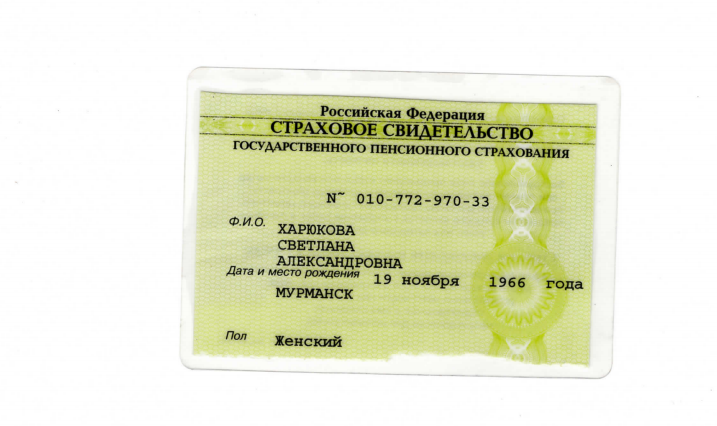 Российская Федерация
СТРАХОВОЕ СВИДЕТЕЛЬСТВО
ГОСУДАРСТВЕННОГО ПЕНСИОННОГО СТРАХОВАНИЯ
N~ 010-772-970-33
Ф.И.О. ХАРЮКОВА
СВЕТЛАНА
АЛЕКСАНДРОВНА
Дата и место рождения 19 ноября 1966 года
МУРМАНСК
Пол Женский